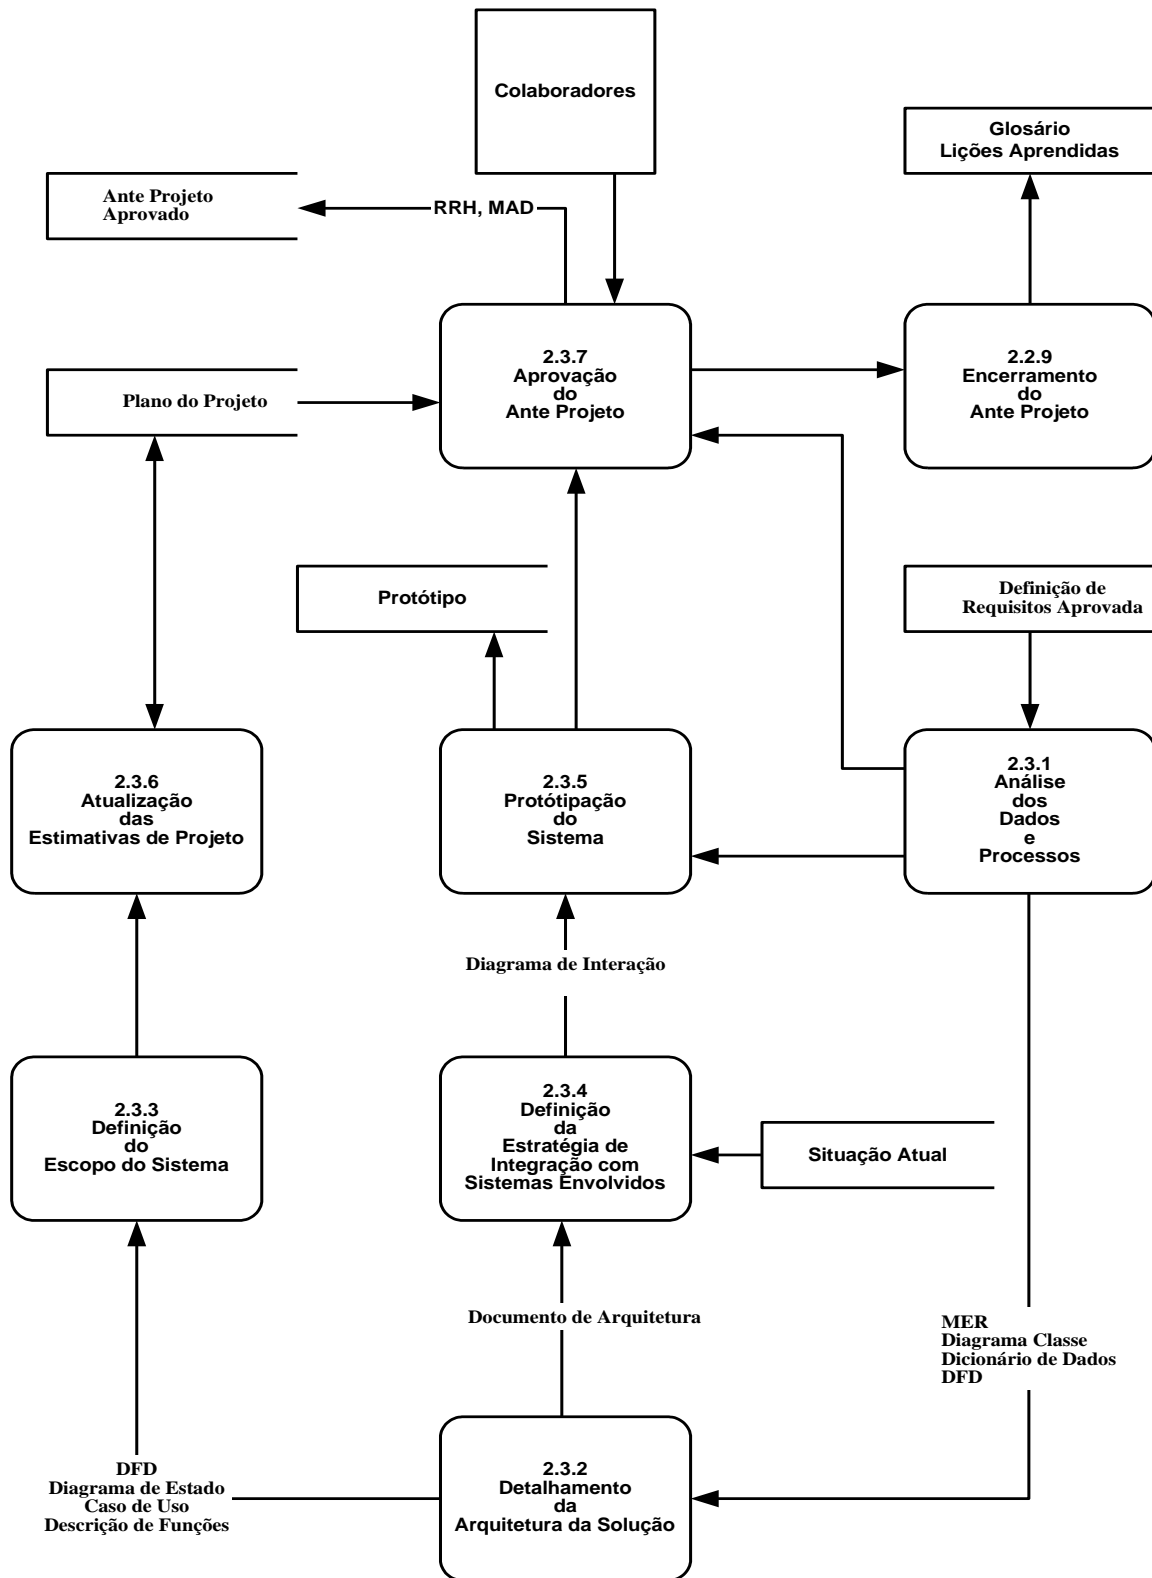 Colaboradores
Glosário
Lições Aprendidas
Ante Projeto
Aprovado
RRH, MAD
2.3.7
Aprovação
do
Ante Projeto
2.2.9
Encerramento
do
Ante Projeto
Plano do Projeto
Protótipo
Definição de
Requisitos Aprovada
2.3.6
Atualização
das
Estimativas de Projeto
2.3.5
Protótipação
do
Sistema
2.3.1
Análise
dos
Dados
e
Processos
Diagrama de Interação
2.3.3
Definição
do
Escopo do Sistema
2.3.4
Definição
da
Estratégia de
Integração com
Sistemas Envolvidos
Situação Atual
Documento de Arquitetura
MER
Diagrama Classe
Dicionário de Dados
DFD
DFD
Diagrama de Estado
Caso de Uso
Descrição de Funções
2.3.2
Detalhamento
da
Arquitetura da Solução